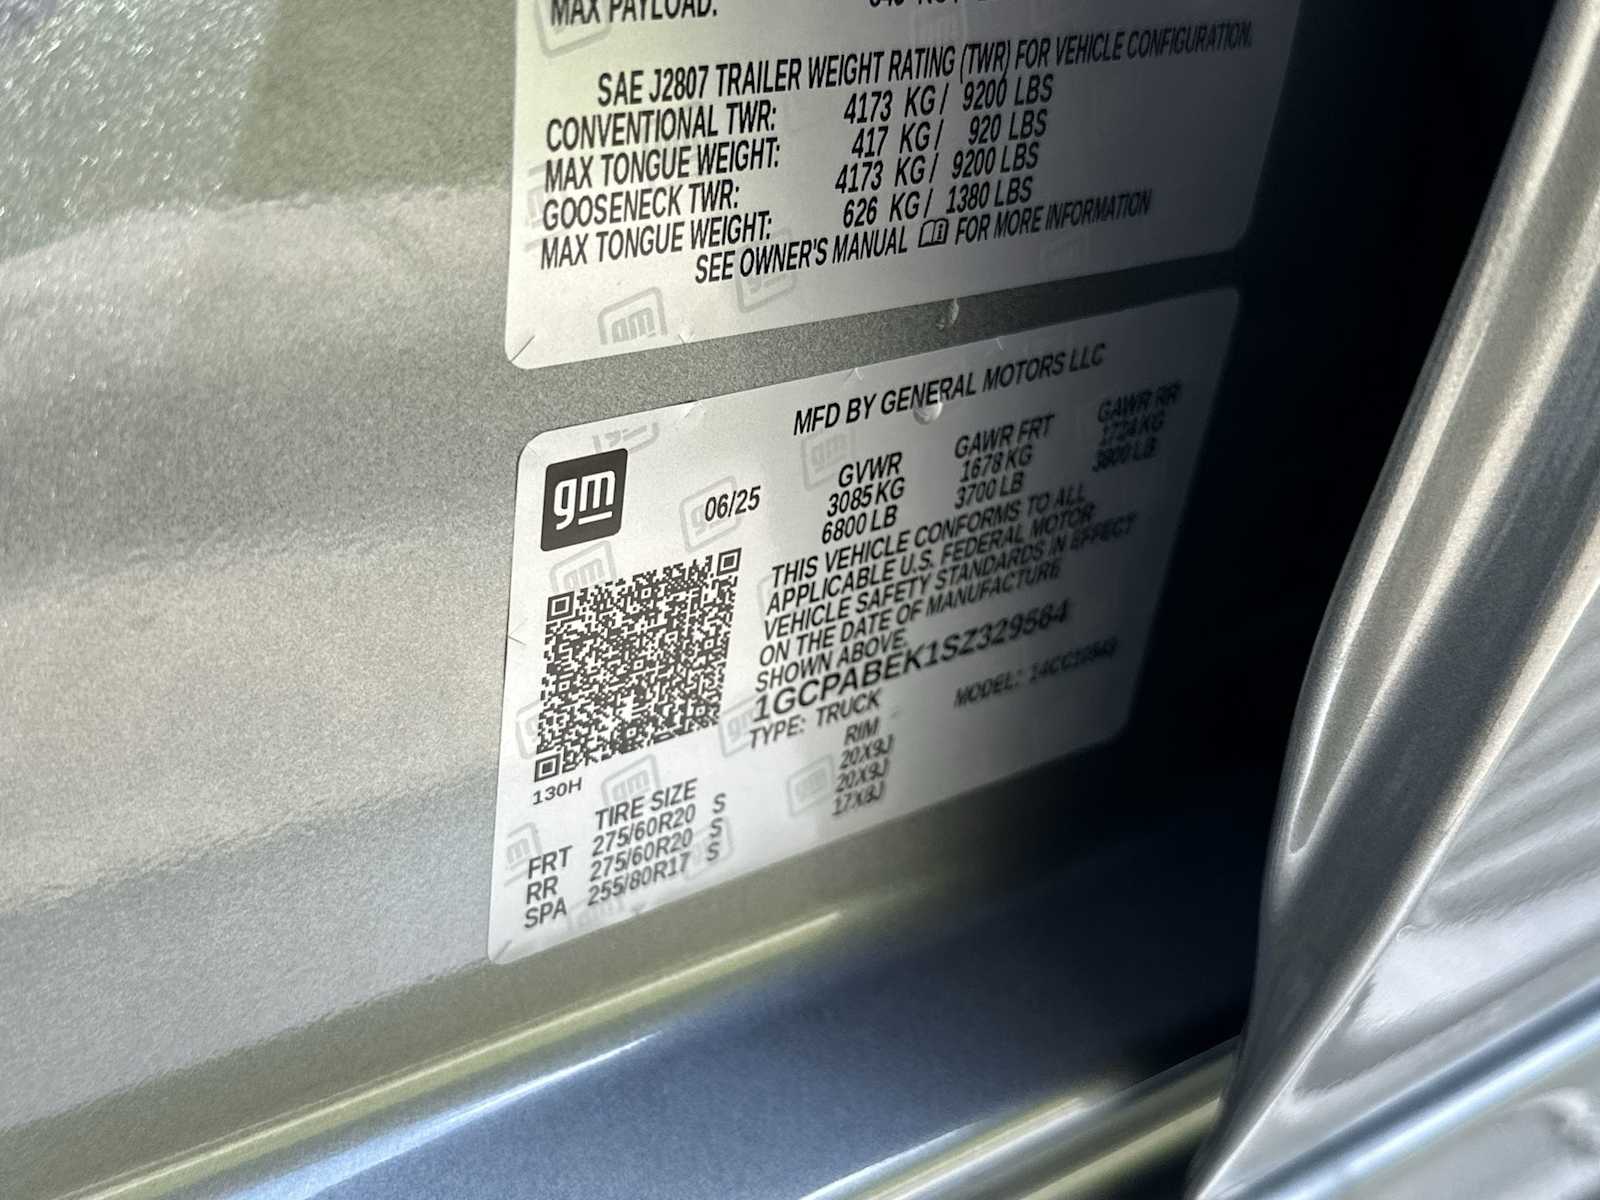 MAX PAYLOAD:
SAE J2807 TRAILER WEIGHT RATING (TWR) FOR VEHICLE CONFIGURATION.
CONVENTIONAL TWR: 4173 KG / 9200 LBS
MAX TONGUE WEIGHT: 417 KG / 920 LBS
GOOSENECK TWR: 4173 KG / 9200 LBS
MAX TONGUE WEIGHT: 626 KG / 1380 LBS
SEE OWNER'S MANUAL FOR MORE INFORMATION
gm
MFD BY GENERAL MOTORS LLC
gm 06/25
GVWR GAWR FRT GAWR RR
3085 KG 1678 KG 1724 KG
6800 LB 3700 LB 3800 LB
THIS VEHICLE CONFORMS TO ALL
APPLICABLE U.S. FEDERAL MOTOR
VEHICLE SAFETY STANDARDS IN EFFECT
ON THE DATE OF MANUFACTURE
SHOWN ABOVE.
1GCPABEK1SZ329564
TYPE: TRUCK MODEL:
130H
TIRE SIZE RIM
FRT 275/60R20 S 20X9J
RR 275/60R20 S 20X9J
SPA 255/80R17 S 17X8J